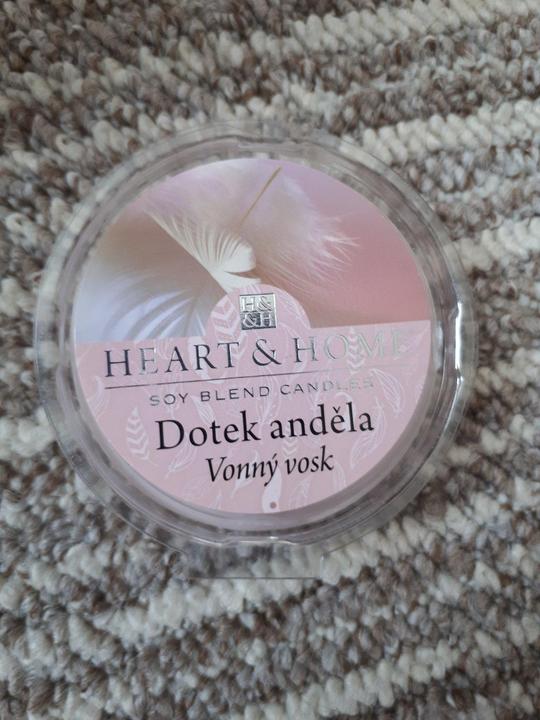 H&
&H
HEART & HOME
SOY BLEND CANDLES
Dotek anděla
Vonný vosk